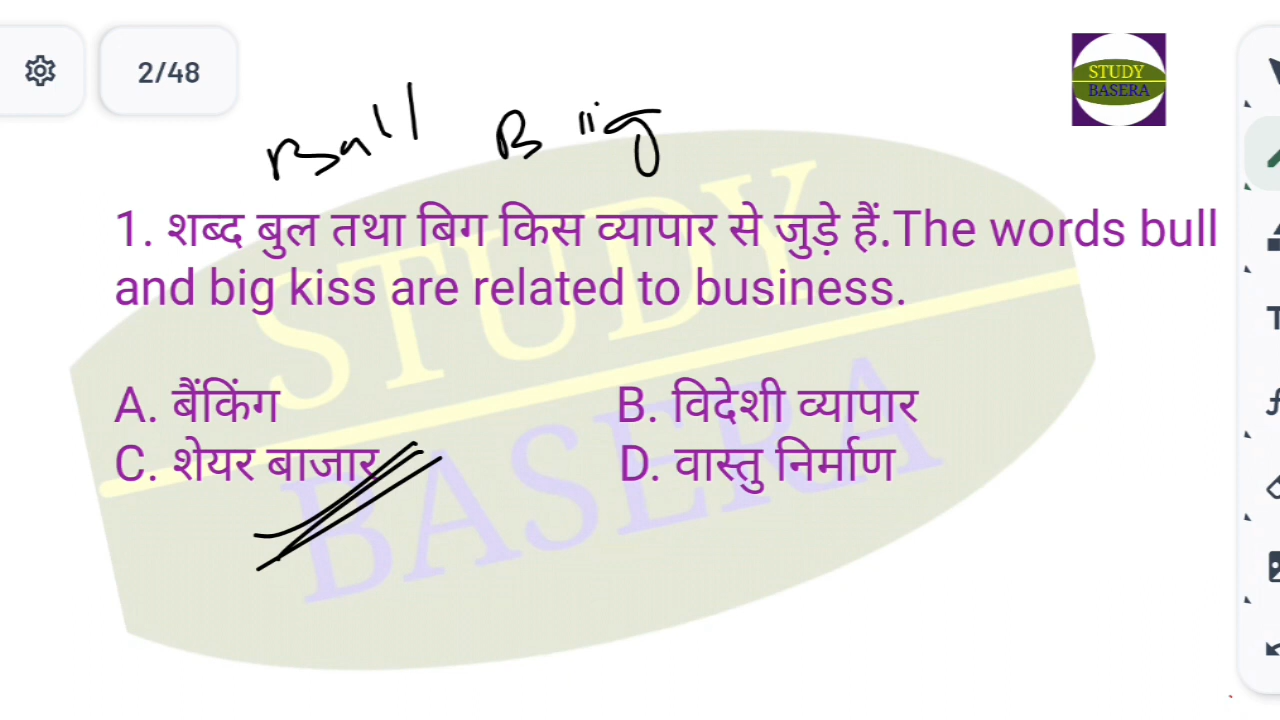 2/48
STUDY
BASERA
Bull Biig
1. शब्द बुल तथा बिग किस व्यापार से जुड़े हैं.The words bull
and big kiss are related to business.
A. बैंकिंग B. विदेशी व्यापार
C. शेयर बाजार D. वास्तु निर्माण
STUDY
BASERA